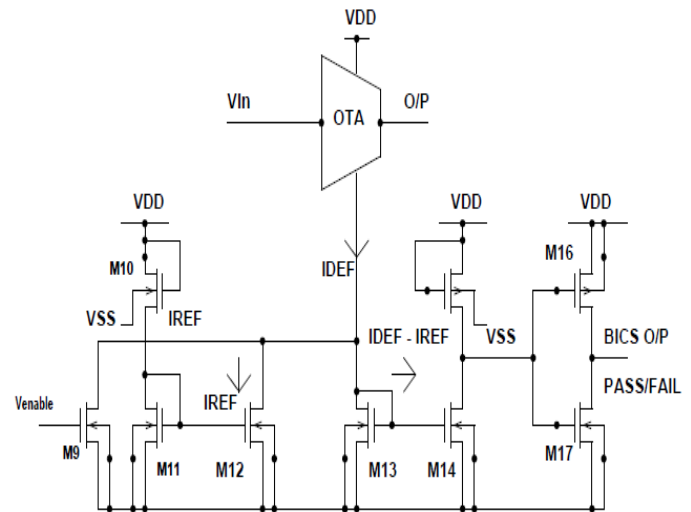 VDD
VIn
OTA
O/P
VDD
VDD
VDD
M10
M16
IDEF
VSS
IREF
IDEF - IREF
VSS
BICS O/P
IREF
PASS/FAIL
Venable
M9
M11
M12
M13
M14
M17